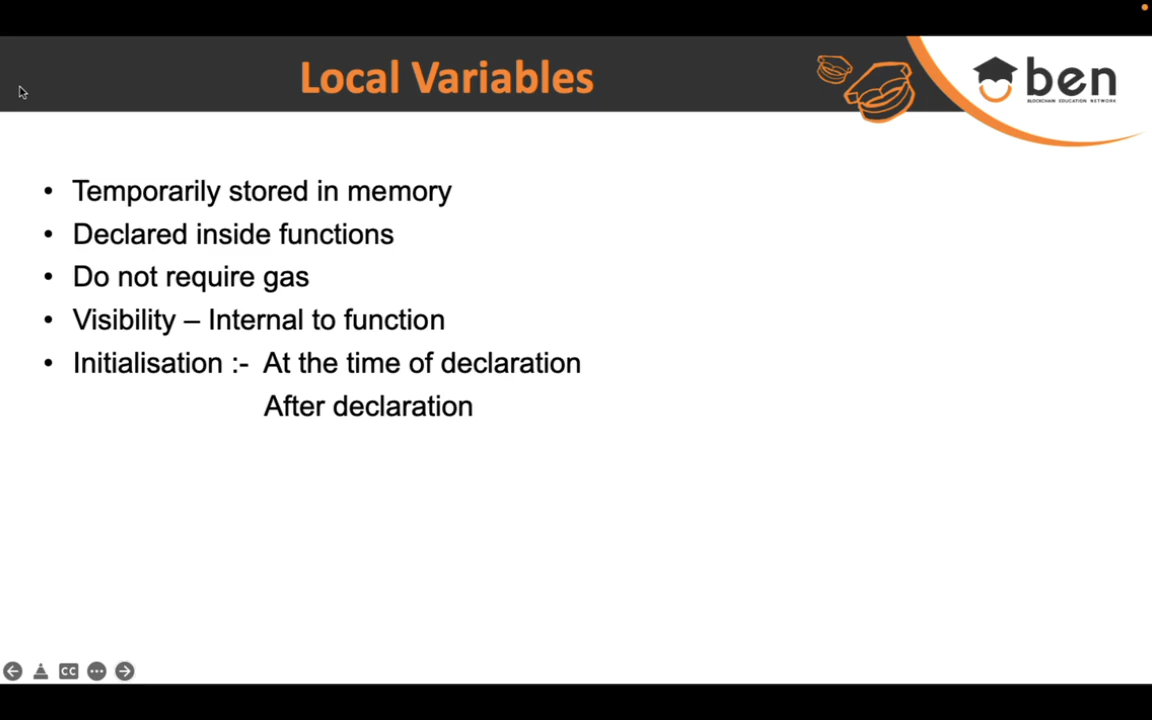 Local Variables
ben
BLOCKCHAIN EDUCATION NETWORK
• Temporarily stored in memory
• Declared inside functions
• Do not require gas
• Visibility – Internal to function
• Initialisation :- At the time of declaration
After declaration
CC